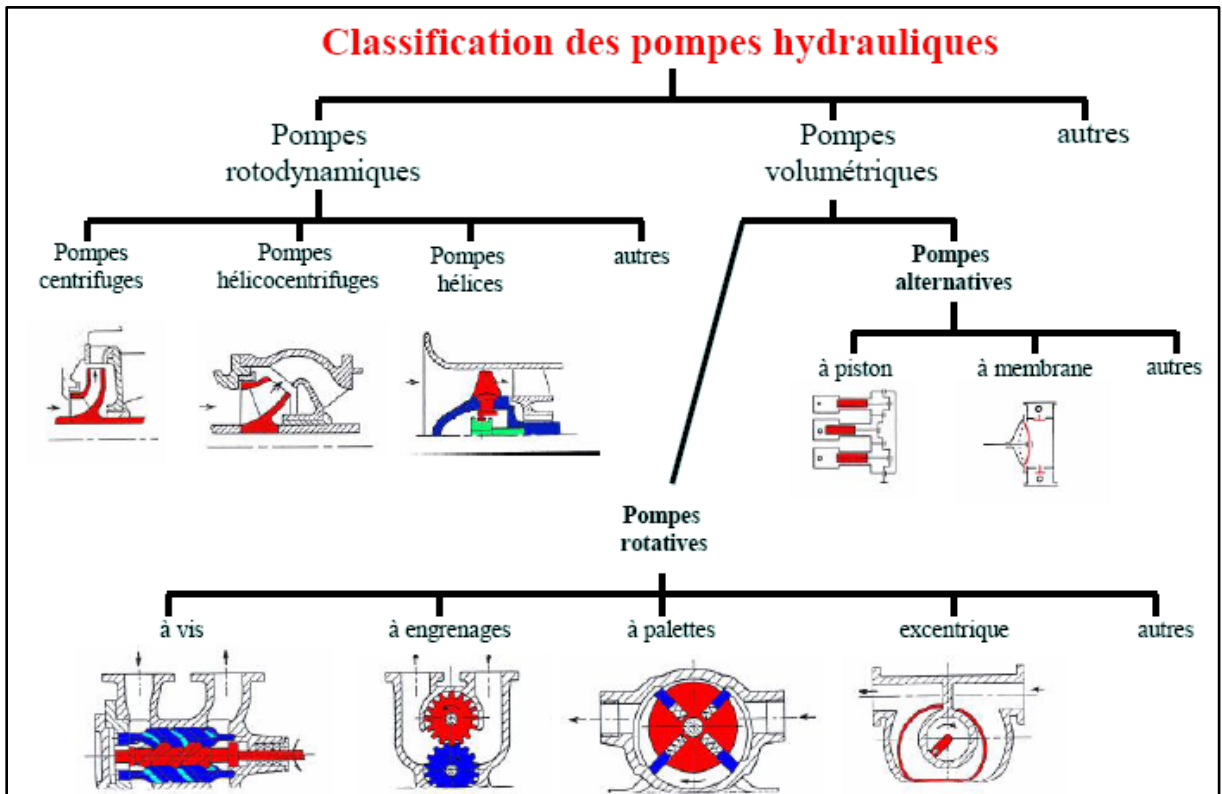 Classification des pompes hydrauliques
Pompes
rotodynamiques
Pompes
volumétriques
autres
Pompes
centrifuges
Pompes
hélicocentrifuges
Pompes
hélices
autres
Pompes
alternatives
à piston
à membrane
autres
Pompes
rotatives
à vis
à engrenages
à palettes
excentrique
autres